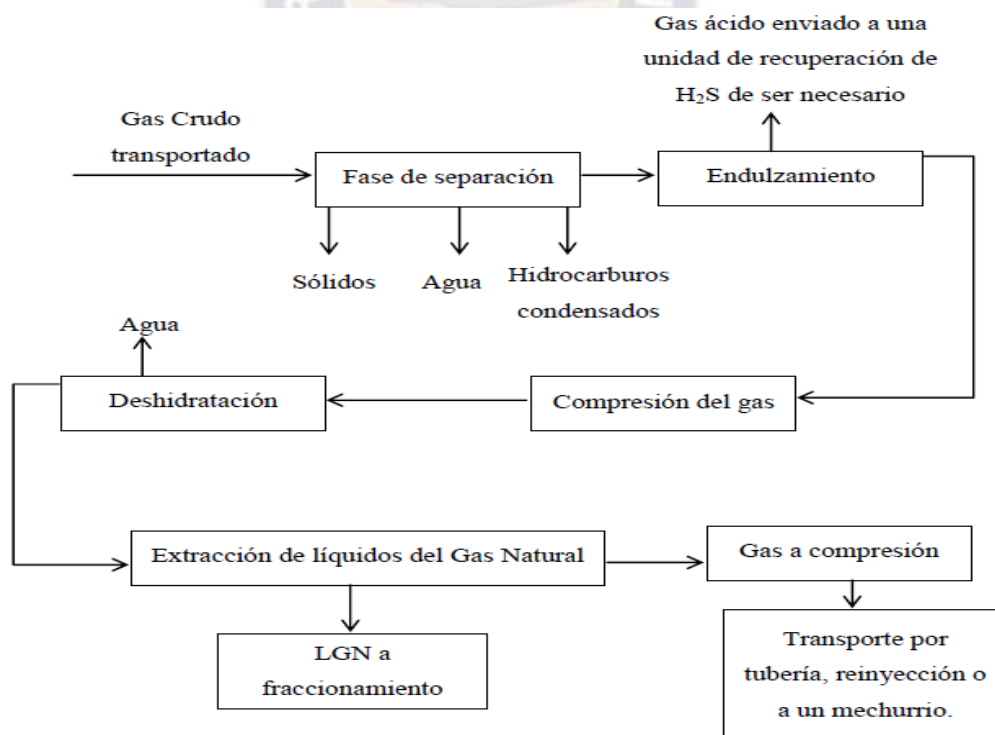 Gas ácido enviado a una
unidad de recuperación de
H₂S de ser necesario
Gas Crudo
transportado
Fase de separación
Endulzamiento
Sólidos
Agua
Hidrocarburos
condensados
Agua
Deshidratación
Compresión del gas
Extracción de líquidos del Gas Natural
Gas a compresión
LGN a
fraccionamiento
Transporte por
tubería, reinyección o
a un mechurrio.